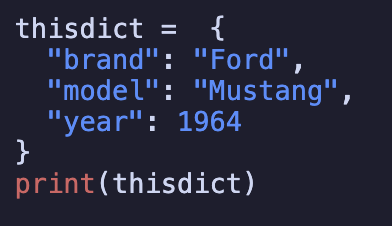 thisdict =  {
  "brand": "Ford",
  "model": "Mustang",
  "year": 1964
}
print(thisdict)